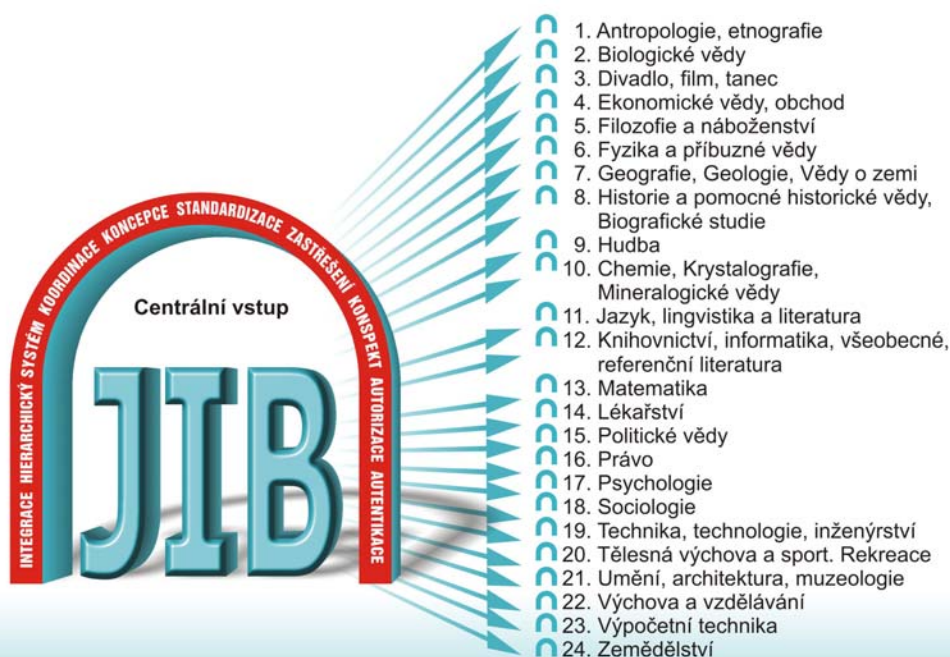 INTEGRACE HIERARCHICKÝ SYSTÉM KOORDINACE KONCEPCE STANDARDIZACE ZASTŘEŠENÍ KONSPEKT AUTORIZACE AUTENTIKACE
Centrální vstup
JIB
1. Antropologie, etnografie
2. Biologické vědy
3. Divadlo, film, tanec
4. Ekonomické vědy, obchod
5. Filozofie a náboženství
6. Fyzika a příbuzné vědy
7. Geografie, Geologie, Vědy o zemi
8. Historie a pomocné historické vědy,
Biografické studie
9. Hudba
10. Chemie, Krystalografie,
Mineralogické vědy
11. Jazyk, lingvistika a literatura
12. Knihovnictví, informatika, všeobecné,
referenční literatura
13. Matematika
14. Lékařství
15. Politické vědy
16. Právo
17. Psychologie
18. Sociologie
19. Technika, technologie, inženýrství
20. Tělesná výchova a sport. Rekreace
21. Umění, architektura, muzeologie
22. Výchova a vzdělávání
23. Výpočetní technika
24. Zemědělství